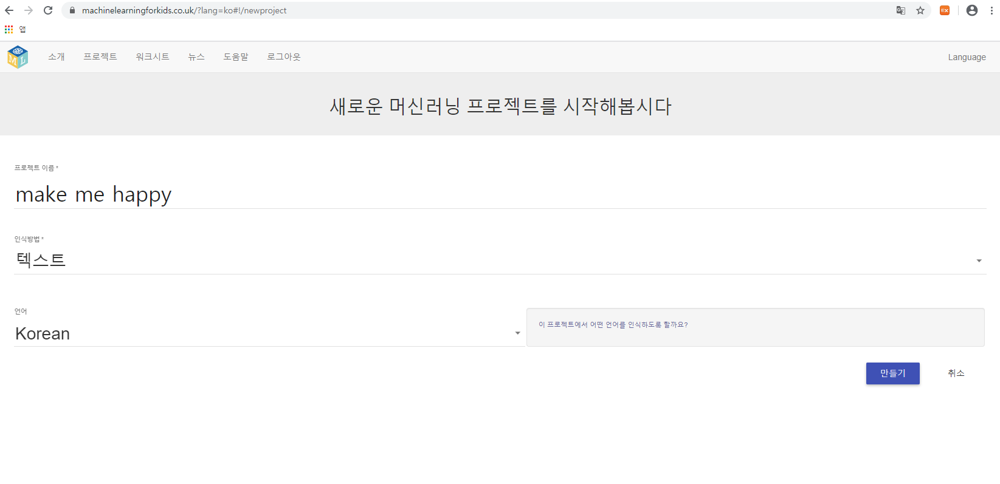 machinelearningforkids.co.uk/?lang=ko#!/newproject
앱
M L
소개 프로젝트 워크시트 뉴스 도움말 로그아웃 Language
새로운 머신러닝 프로젝트를 시작해봅시다
프로젝트 이름 *
make me happy
인식방법 *
텍스트
언어
Korean
이 프로젝트에서 어떤 언어를 인식하도록 할까요?
만들기 취소